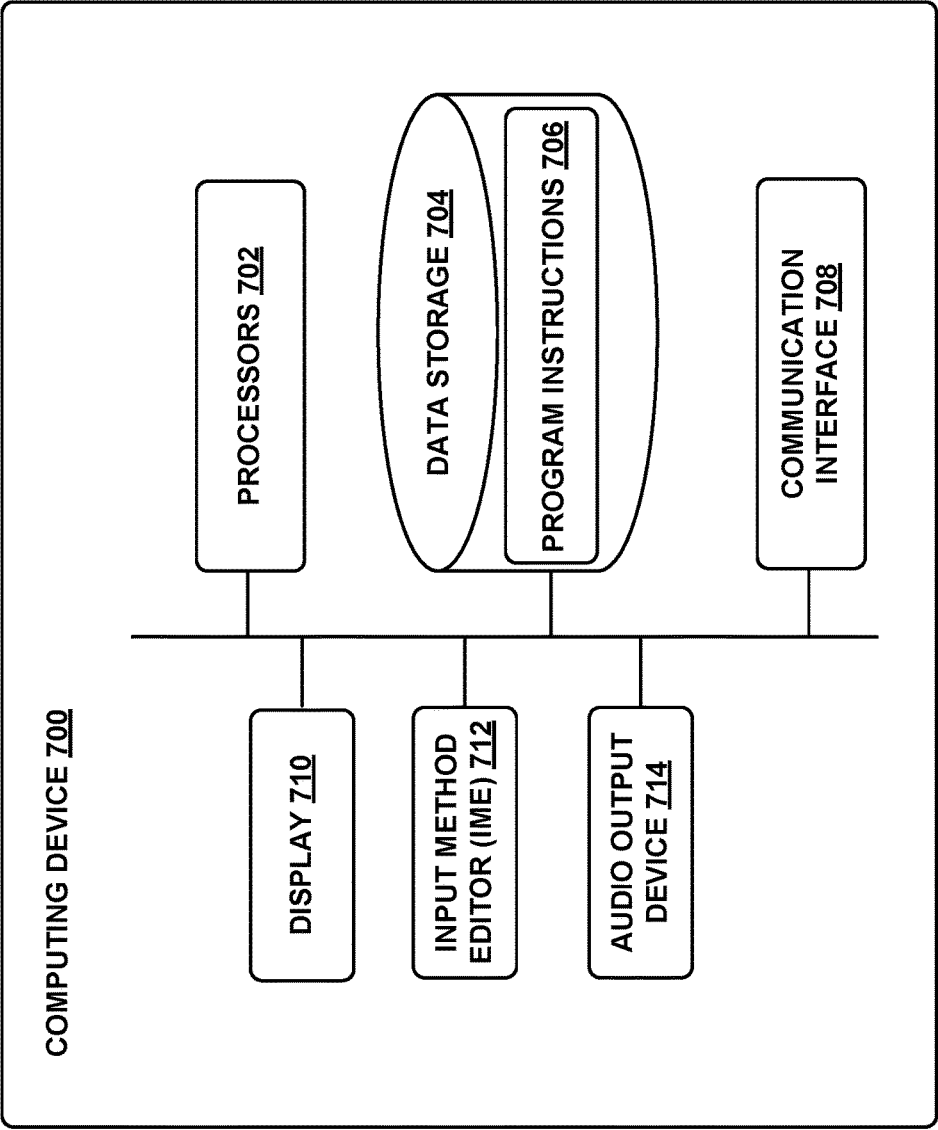 COMPUTING DEVICE 700
PROCESSORS 702
DATA STORAGE 704
PROGRAM INSTRUCTIONS 706
COMMUNICATION
INTERFACE 708
DISPLAY 710
INPUT METHOD
EDITOR (IME) 712
AUDIO OUTPUT
DEVICE 714